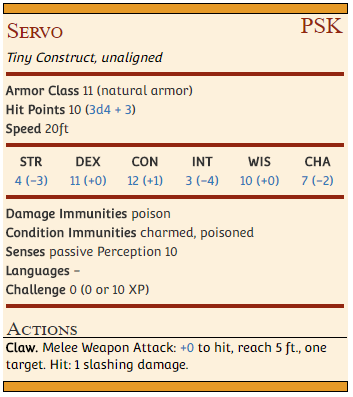 Servo PSK
Tiny Construct, unaligned
Armor Class 11 (natural armor)
Hit Points 10 (3d4 + 3)
Speed 20ft
STR DEX CON INT WIS CHA
4 (−3) 11 (+0) 12 (+1) 3 (−4) 10 (+0) 7 (−2)
Damage Immunities poison
Condition Immunities charmed, poisoned
Senses passive Perception 10
Languages –
Challenge 0 (0 or 10 XP)
Actions
Claw. Melee Weapon Attack: +0 to hit, reach 5 ft., one
target. Hit: 1 slashing damage.